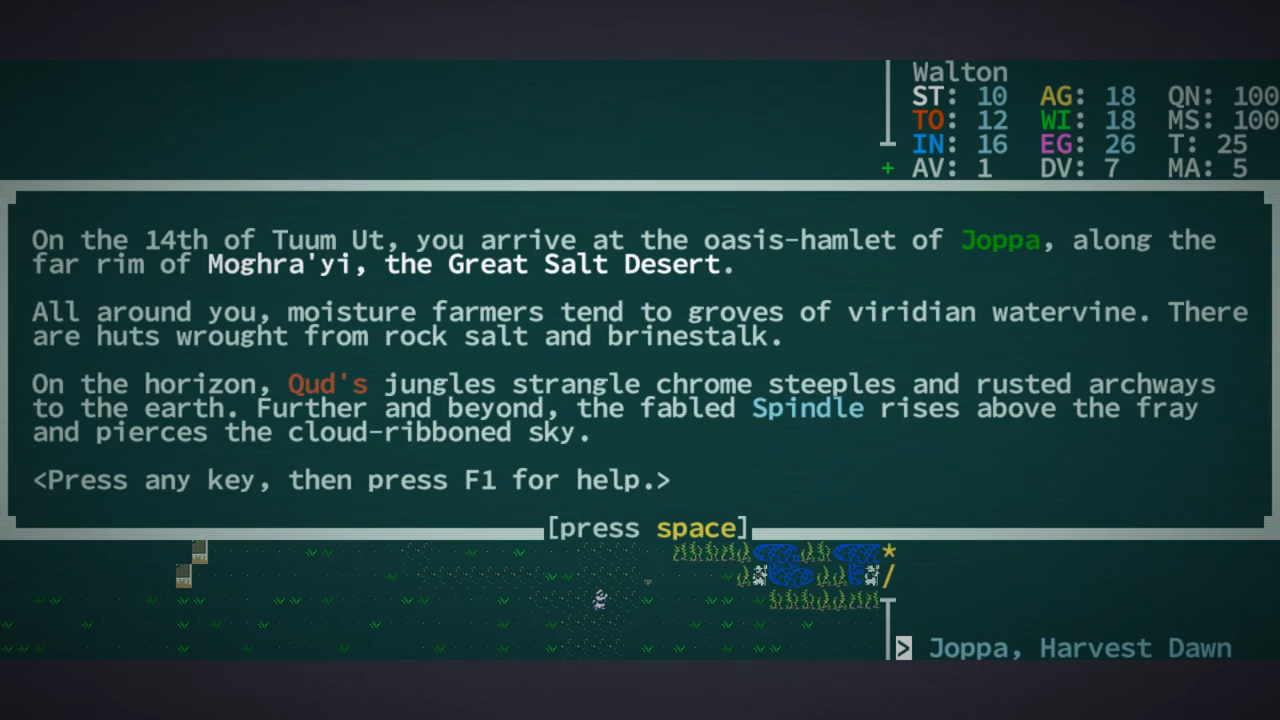 Walton
ST: 10 AG: 18 QN: 100
TO: 12 WI: 18 MS: 100
IN: 16 EG: 26 T: 25
+ AV: 1 DV: 7 MA: 5
On the 14th of Tuum Ut, you arrive at the oasis-hamlet of Joppa, along the
far rim of Moghra'yi, the Great Salt Desert.
All around you, moisture farmers tend to groves of viridian watervine. There
are huts wrought from rock salt and brinestalk.
On the horizon, Qud's jungles strangle chrome steeples and rusted archways
to the earth. Further and beyond, the fabled Spindle rises above the fray
and pierces the cloud-ribboned sky.
<Press any key, then press F1 for help.>
[press space]
*
/
> Joppa, Harvest Dawn